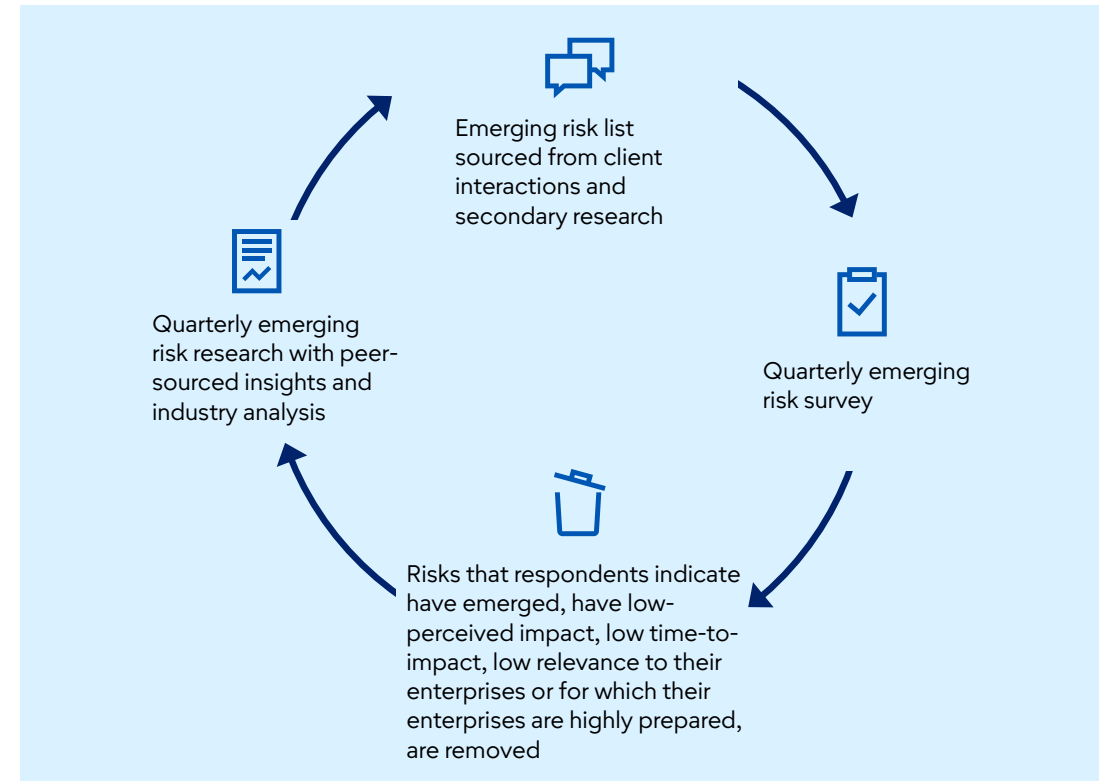 Emerging risk list
sourced from client
interactions and
secondary research
Quarterly emerging
risk survey
Risks that respondents indicate
have emerged, have low-
perceived impact, low time-to-
impact, low relevance to their
enterprises or for which their
enterprises are highly prepared,
are removed
Quarterly emerging
risk research with peer-
sourced insights and
industry analysis